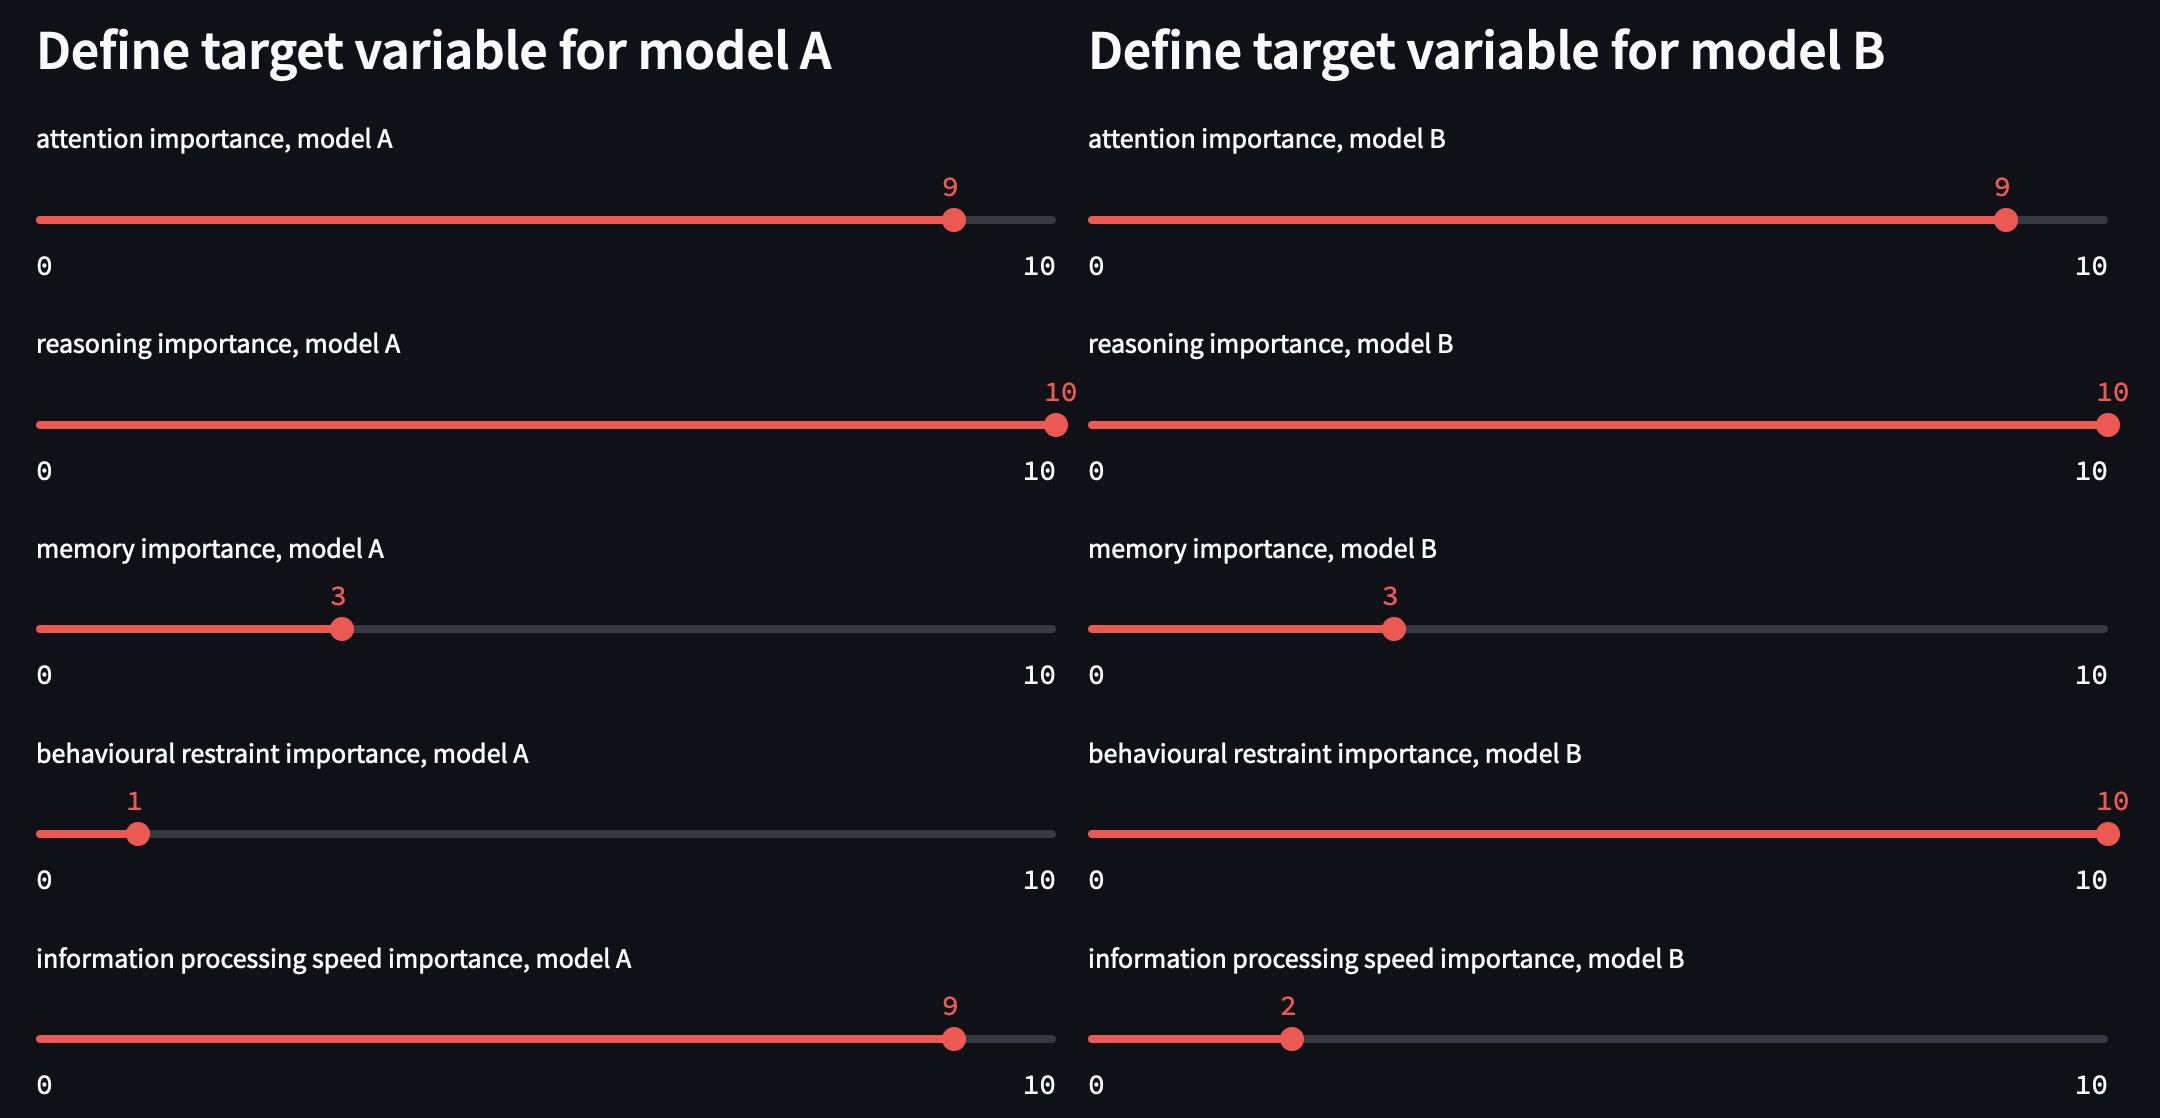 Define target variable for model A
attention importance, model A
9
0 10
reasoning importance, model A
10
0 10
memory importance, model A
3
0 10
behavioural restraint importance, model A
1
0 10
information processing speed importance, model A
9
0 10
Define target variable for model B
attention importance, model B
9
0 10
reasoning importance, model B
10
0 10
memory importance, model B
3
0 10
behavioural restraint importance, model B
10
0 10
information processing speed importance, model B
2
0 10